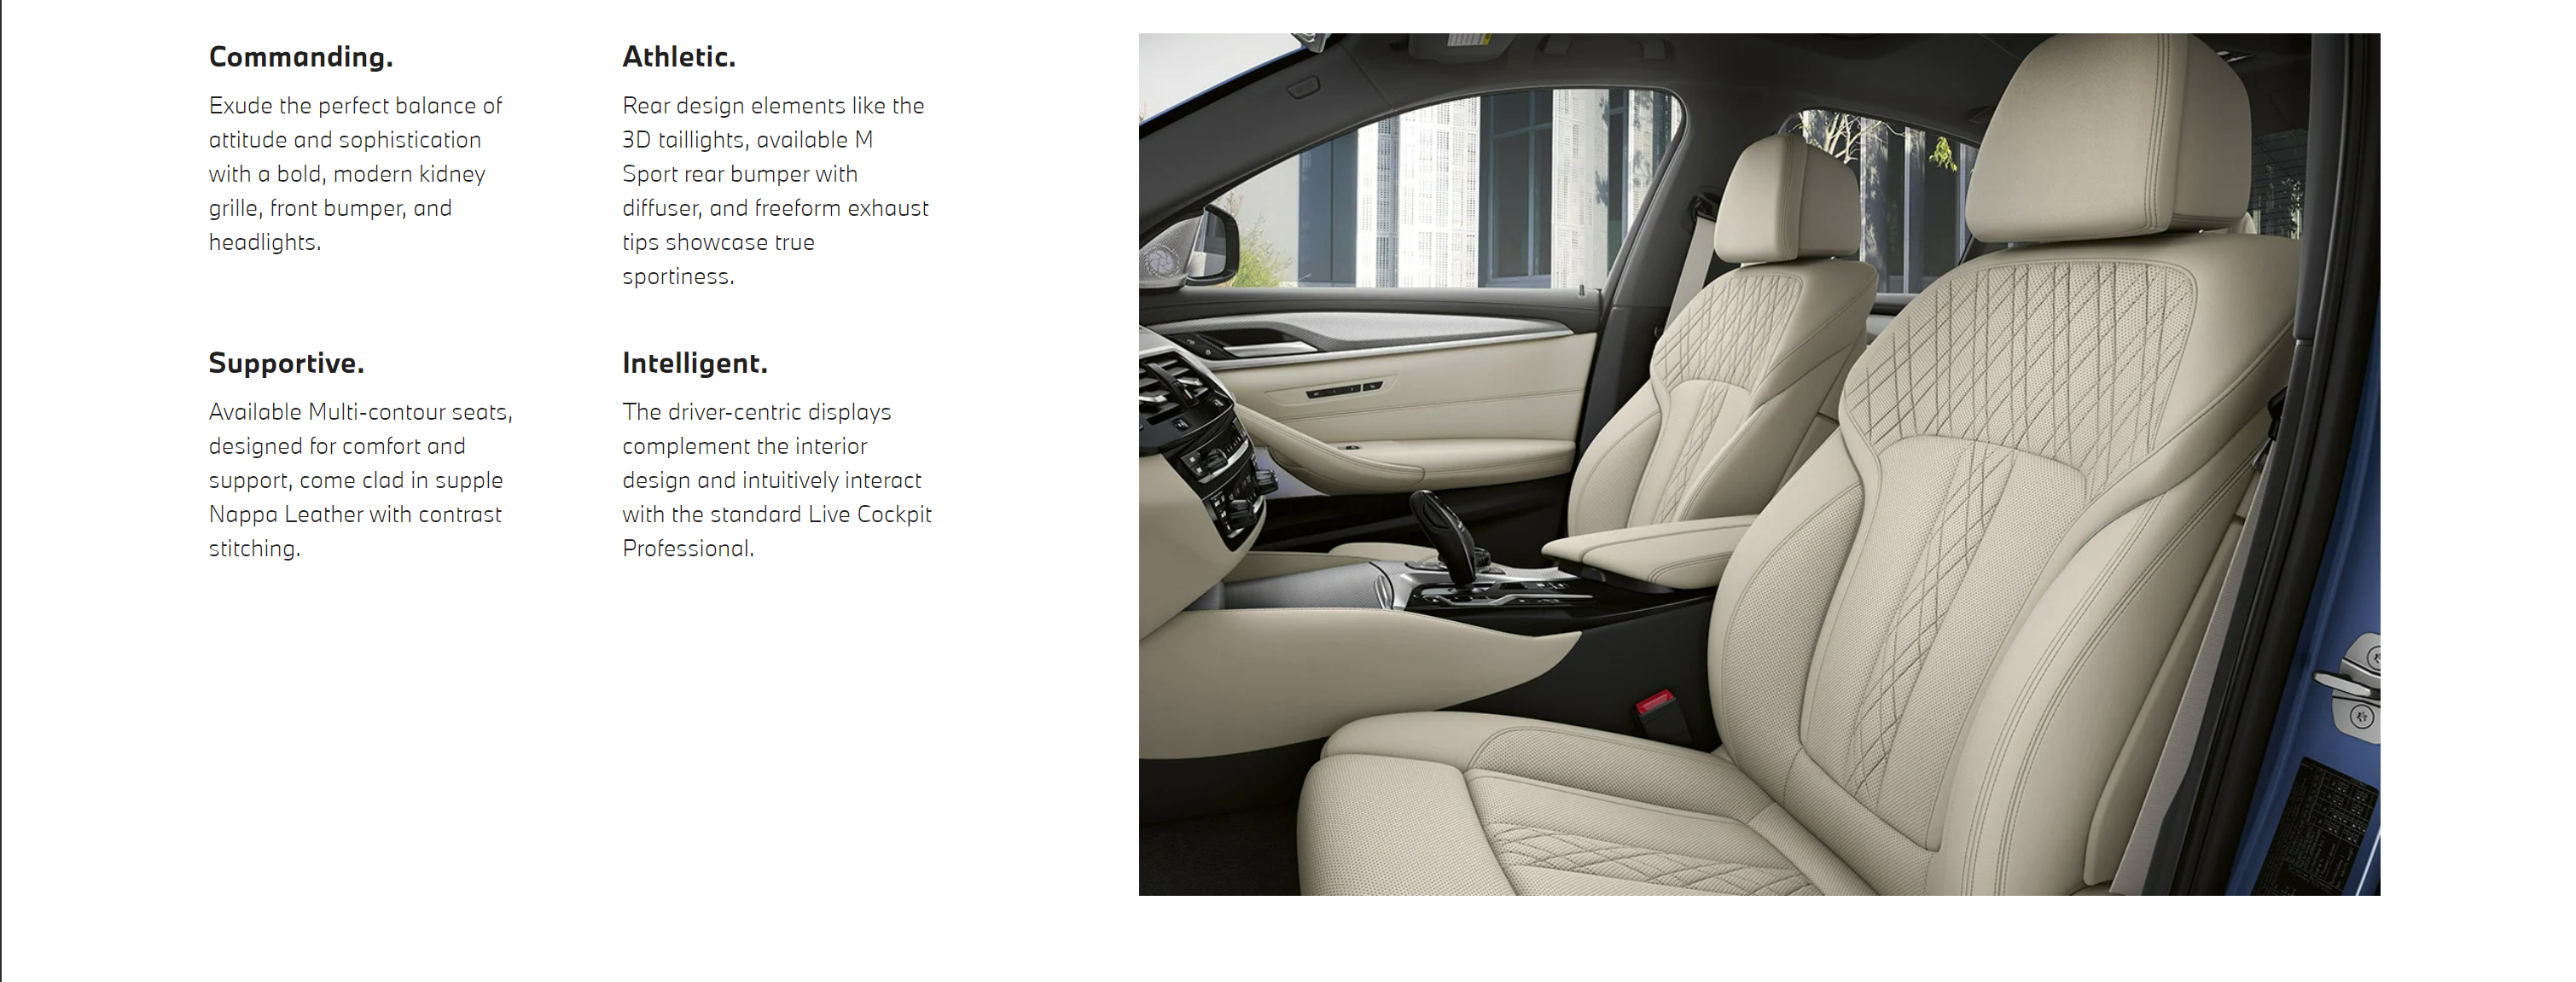 Commanding.
Exude the perfect balance of
attitude and sophistication
with a bold, modern kidney
grille, front bumper, and
headlights.
Athletic.
Rear design elements like the
3D taillights, available M
Sport rear bumper with
diffuser, and freeform exhaust
tips showcase true
sportiness.
Supportive.
Available Multi-contour seats,
designed for comfort and
support, come clad in supple
Nappa Leather with contrast
stitching.
Intelligent.
The driver-centric displays
complement the interior
design and intuitively interact
with the standard Live Cockpit
Professional.